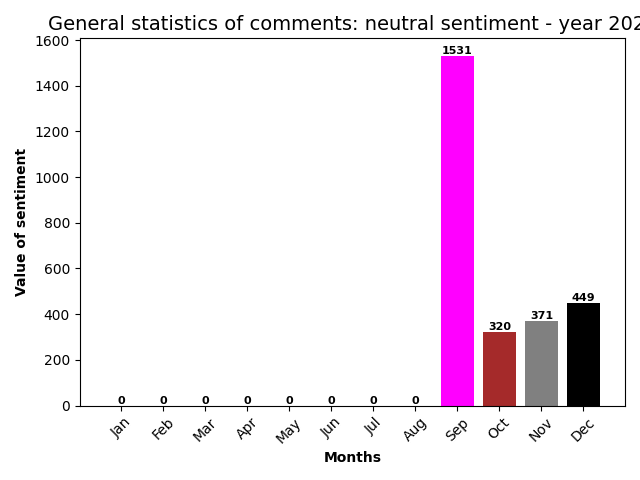 General statistics of comments: neutral sentiment - year 202
1600
1400
1200
1000
800
600
400
200
0
Value of sentiment
0 0 0 0 0 0 0 0 1531 320 371 449
Jan Feb Mar Apr May Jun Jul Aug Sep Oct Nov Dec
Months